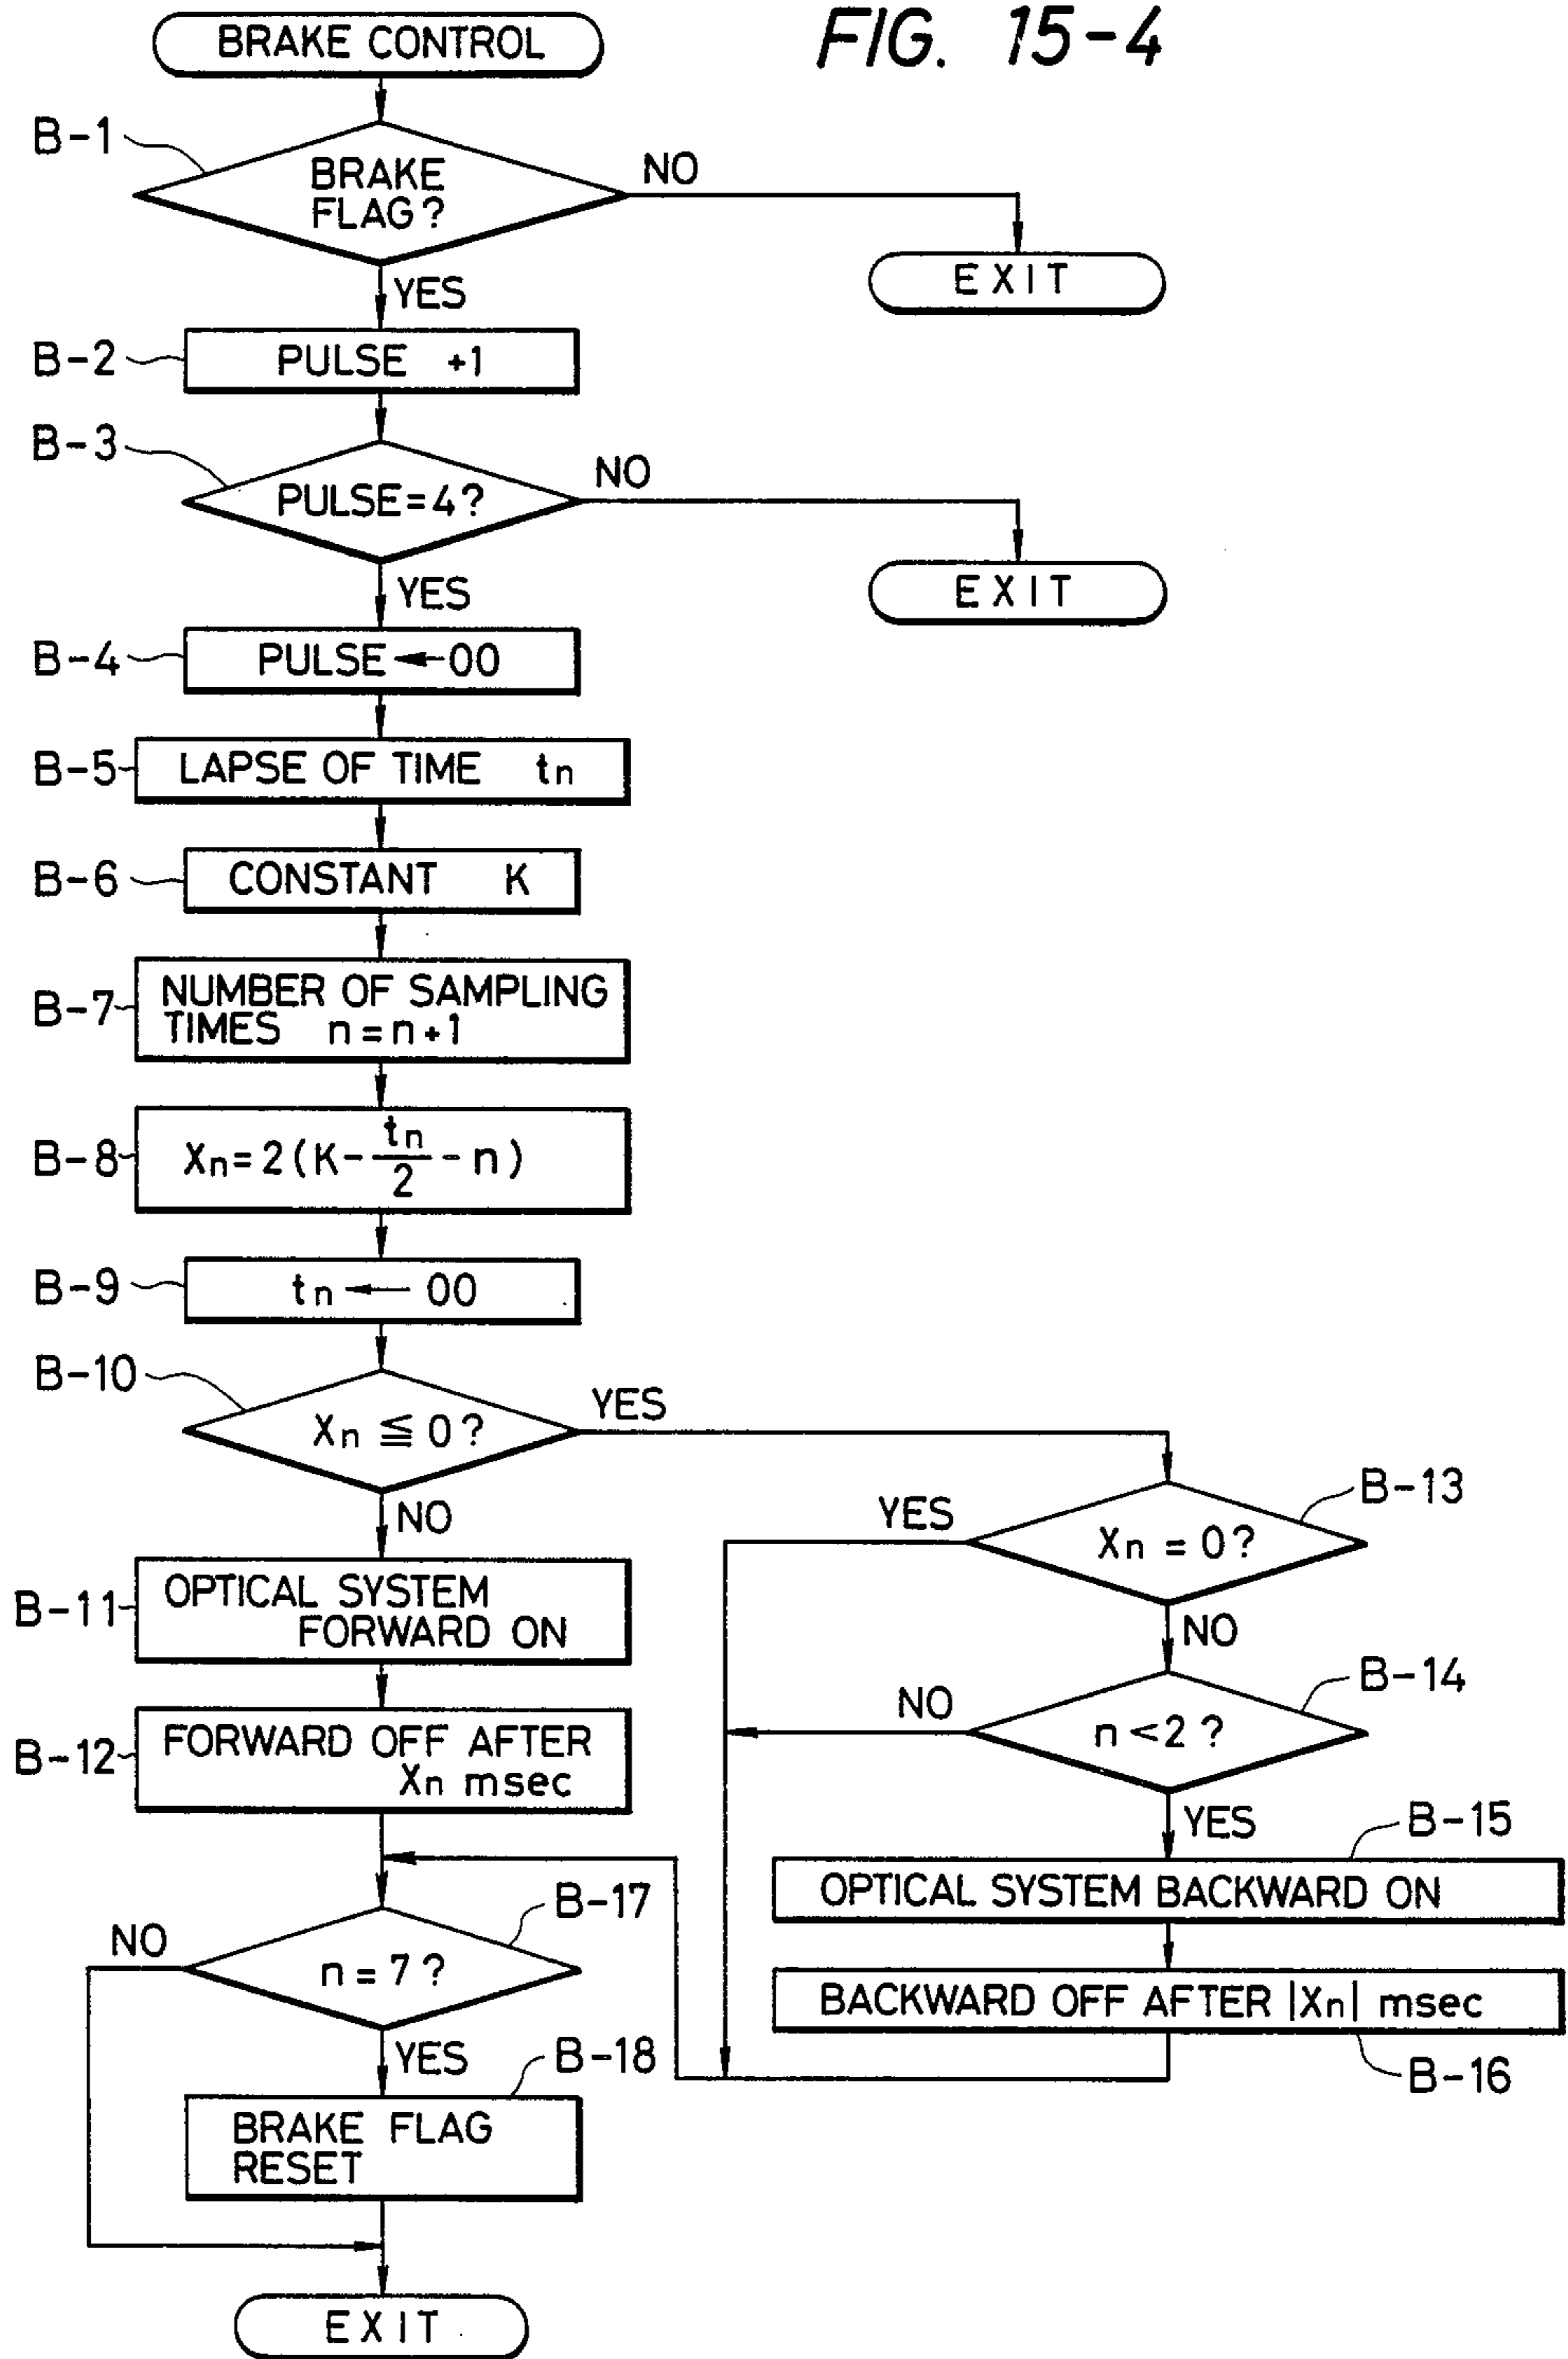 FIG. 15-4
BRAKE CONTROL
B-1
BRAKE
FLAG?
NO
EXIT
YES
B-2
PULSE +1
B-3
PULSE=4?
NO
EXIT
YES
B-4
PULSE←00
B-5
LAPSE OF TIME tn
B-6
CONSTANT K
B-7
NUMBER OF SAMPLING
TIMES n=n+1
B-8
Xn=2(K-tn/2-n)
B-9
tn←00
B-10
Xn≦0?
YES
NO
B-11
OPTICAL SYSTEM
FORWARD ON
B-12
FORWARD OFF AFTER
Xn msec
B-13
Xn=0?
YES
NO
B-14
n<2?
NO
YES
B-15
OPTICAL SYSTEM BACKWARD ON
BACKWARD OFF AFTER |Xn| msec
B-16
B-17
n=7?
NO
YES
B-18
BRAKE FLAG
RESET
EXIT